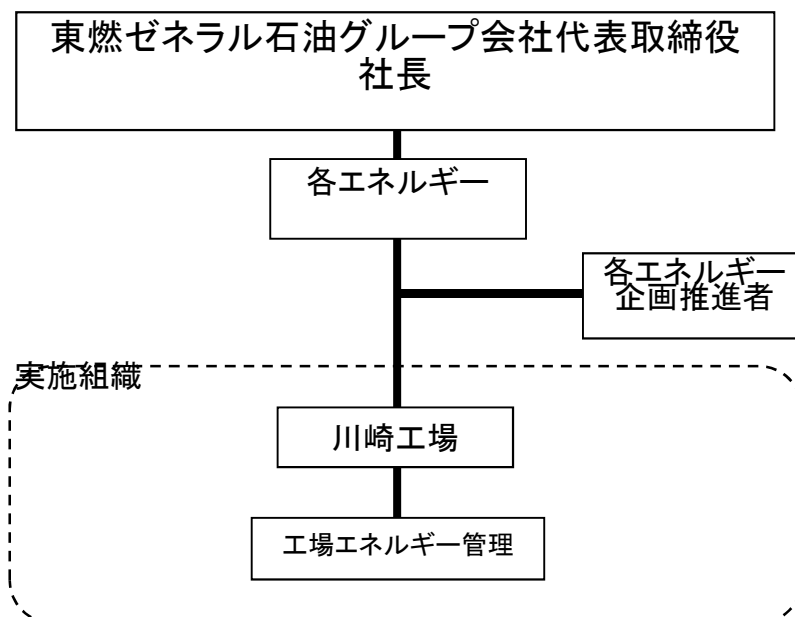 東燃ゼネラル石油グループ会社代表取締役
社長
各エネルギー
各エネルギー
企画推進者
実施組織
川崎工場
工場エネルギー管理